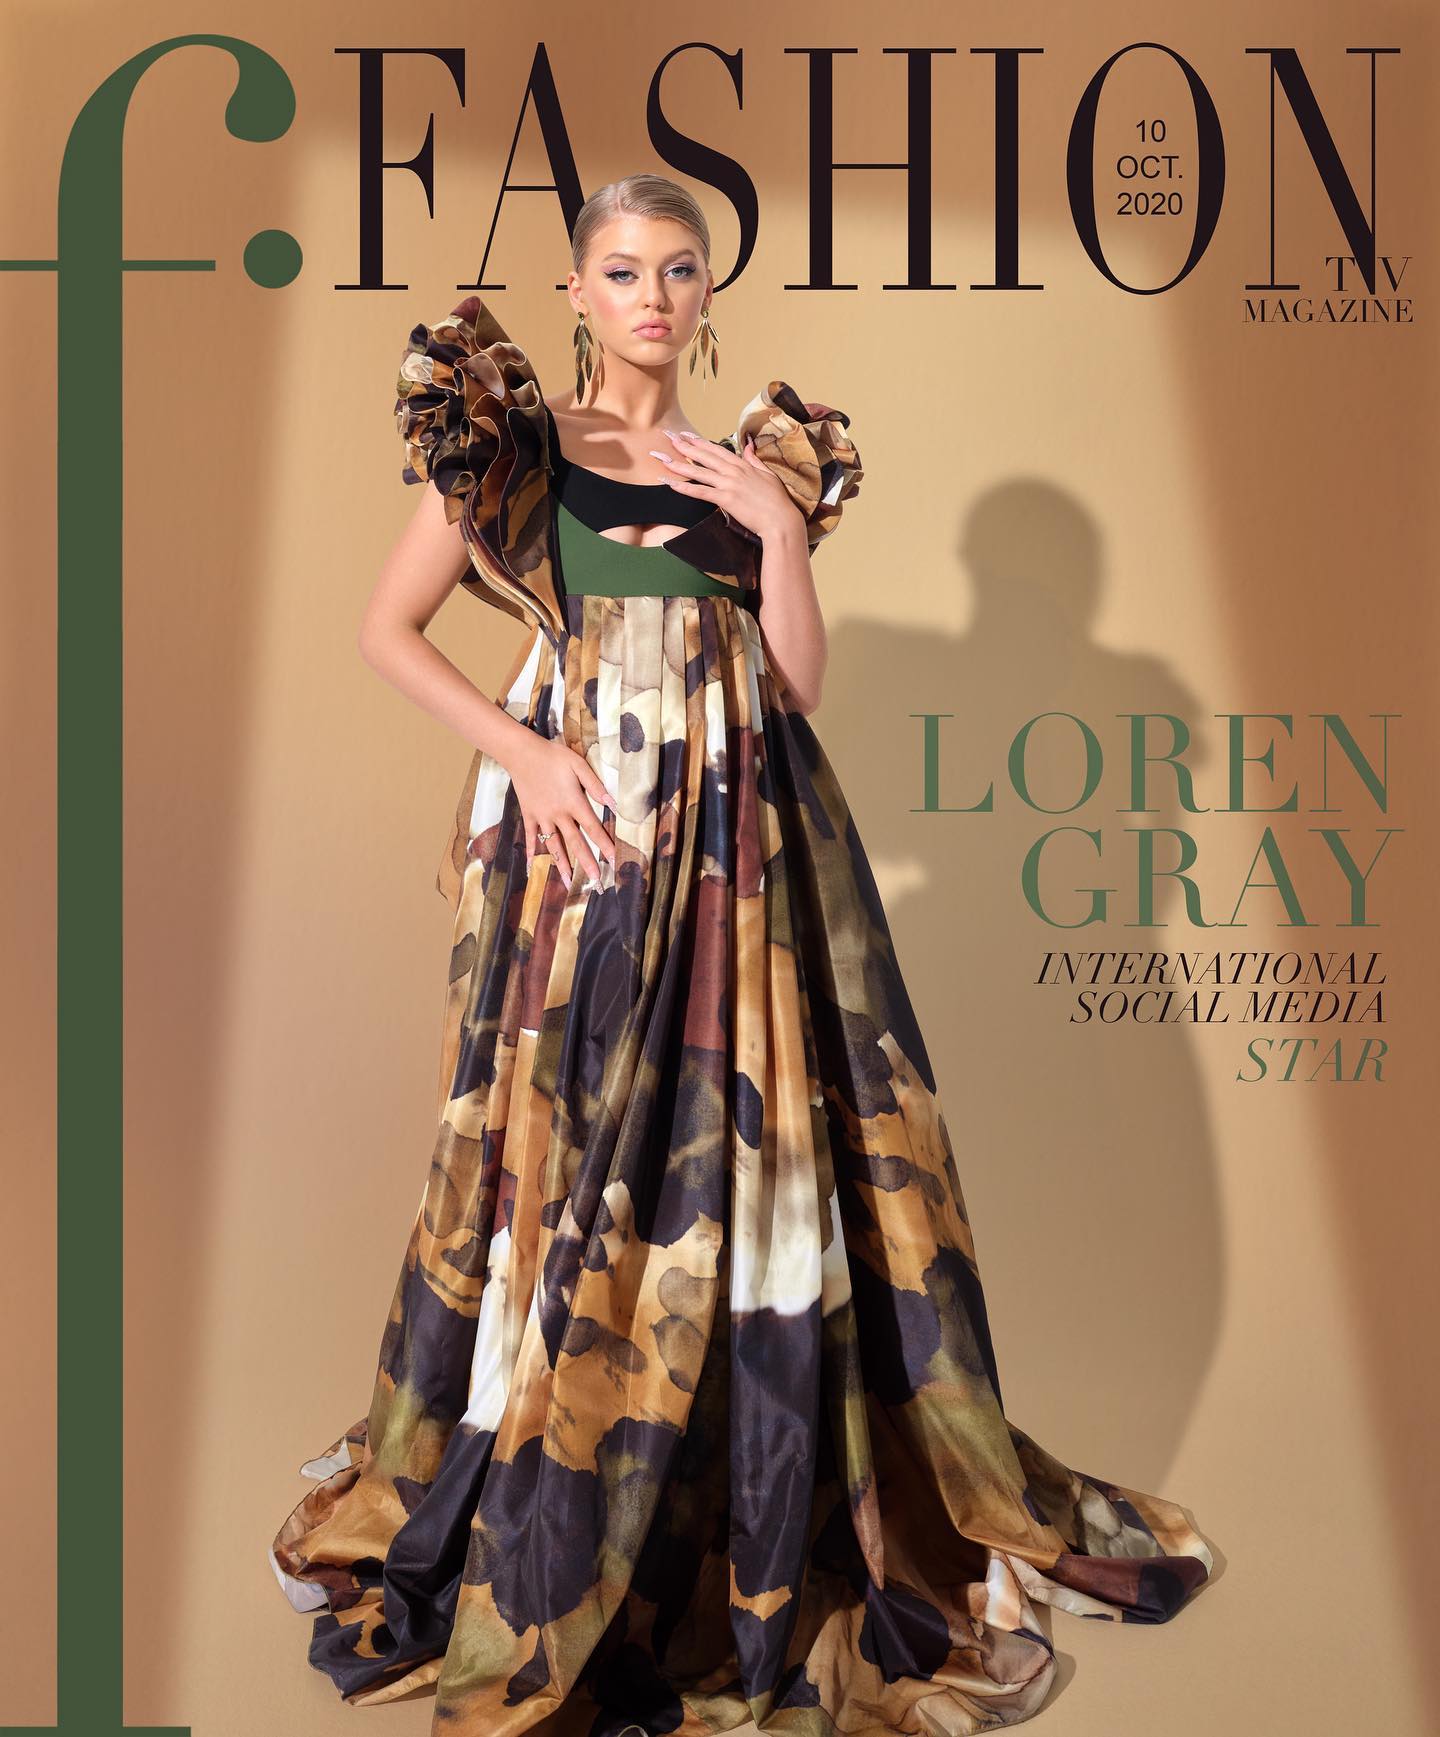 f.
FASHION
10
OCT.
2020
TV
MAGAZINE
LOREN
GRAY
INTERNATIONAL
SOCIAL MEDIA
STAR